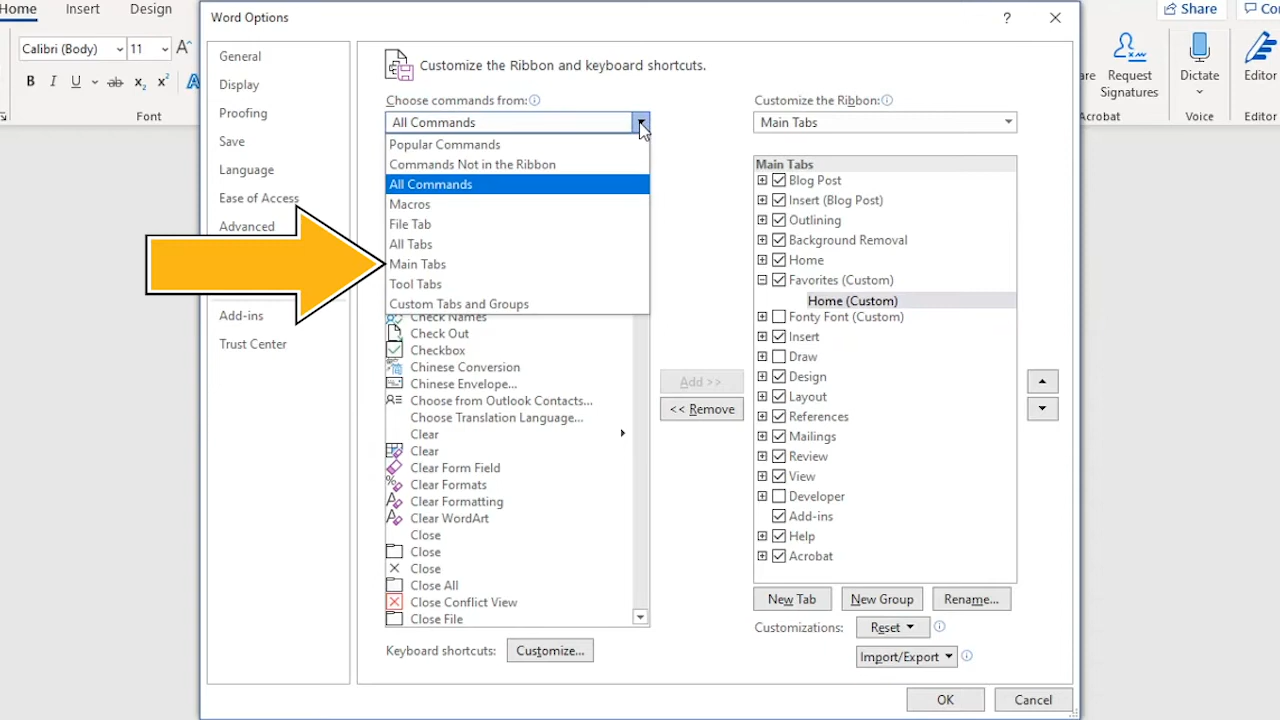 Home
Insert
Design
Share
Co
Calibri (Body)
11
A
B I U ab x₂ x² A
Font
Request
Signatures
Acrobat
Dictate
Voice
Editor
Editor
Word Options
?
General
Display
Proofing
Save
Language
Ease of Access
Advanced
Add-ins
Trust Center
Customize the Ribbon and keyboard shortcuts.
Choose commands from:
All Commands
Popular Commands
Commands Not in the Ribbon
All Commands
Macros
File Tab
All Tabs
Main Tabs
Tool Tabs
Custom Tabs and Groups
Check Names
Check Out
Checkbox
Chinese Conversion
Chinese Envelope...
Choose from Outlook Contacts...
Choose Translation Language...
Clear
Clear
Clear Form Field
Clear Formats
Clear Formatting
Clear WordArt
Close
Close
Close
Close All
Close Conflict View
Close File
Keyboard shortcuts:
Customize...
Add >>
<< Remove
Customize the Ribbon:
Main Tabs
Main Tabs
Blog Post
Insert (Blog Post)
Outlining
Background Removal
Home
Favorites (Custom)
Home (Custom)
Fonty Font (Custom)
Insert
Draw
Design
Layout
References
Mailings
Review
View
Developer
Add-ins
Help
Acrobat
New Tab
New Group
Rename...
Customizations:
Reset
Import/Export
OK
Cancel